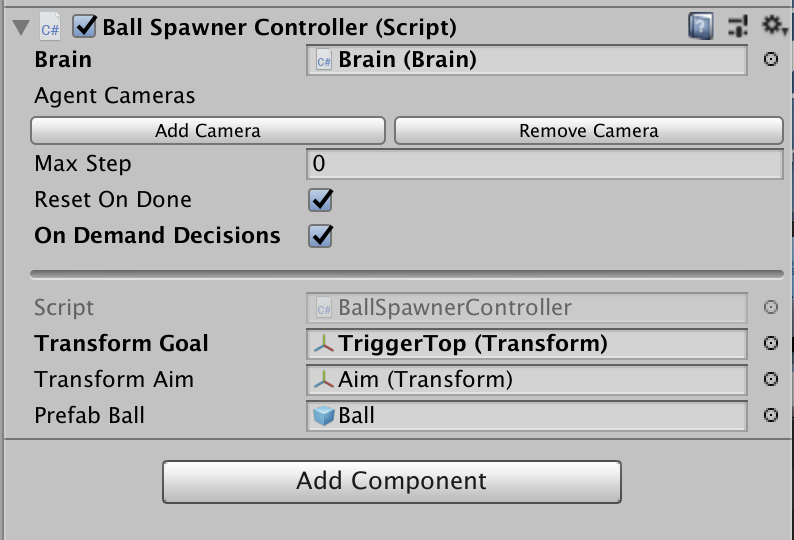 C# Ball Spawner Controller (Script)
Brain C# Brain (Brain)
Agent Cameras
Add Camera Remove Camera
Max Step 0
Reset On Done
On Demand Decisions
Script C# BallSpawnerController
Transform Goal TriggerTop (Transform)
Transform Aim Aim (Transform)
Prefab Ball Ball
Add Component